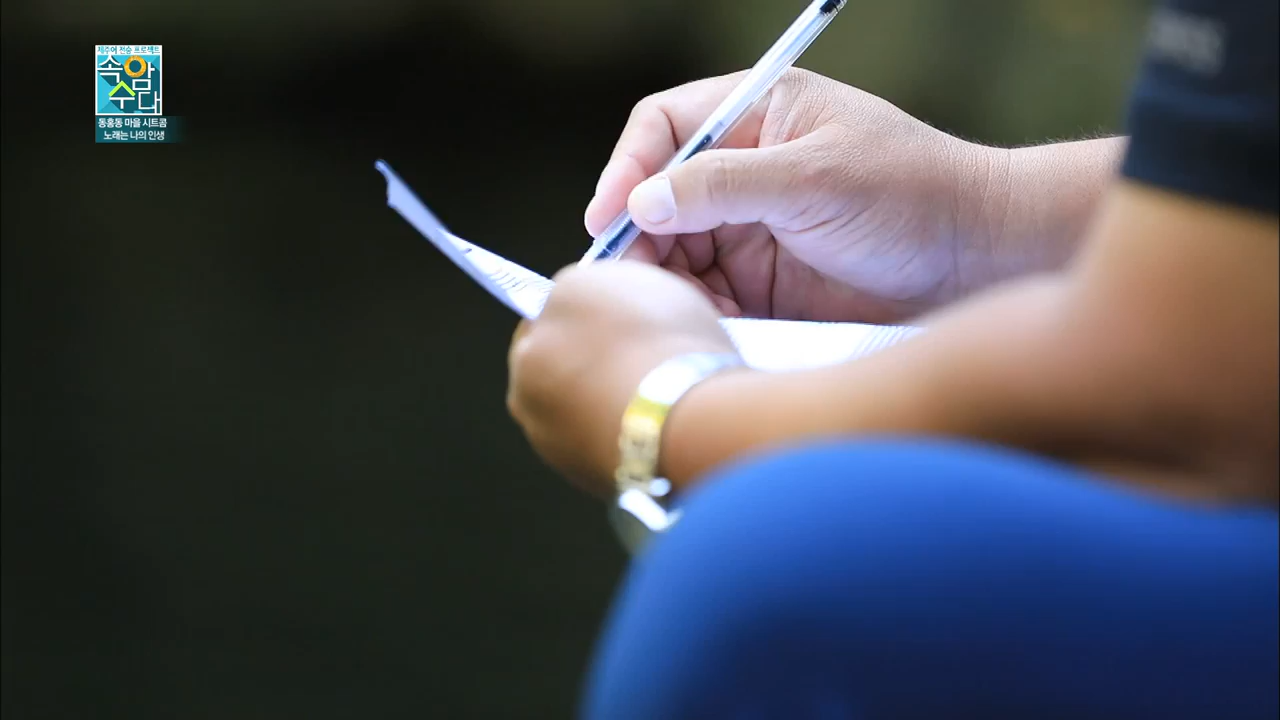 제주어 전승 프로젝트
속암
수다
동홍동 마을 시트콤
노래는 나의 인생